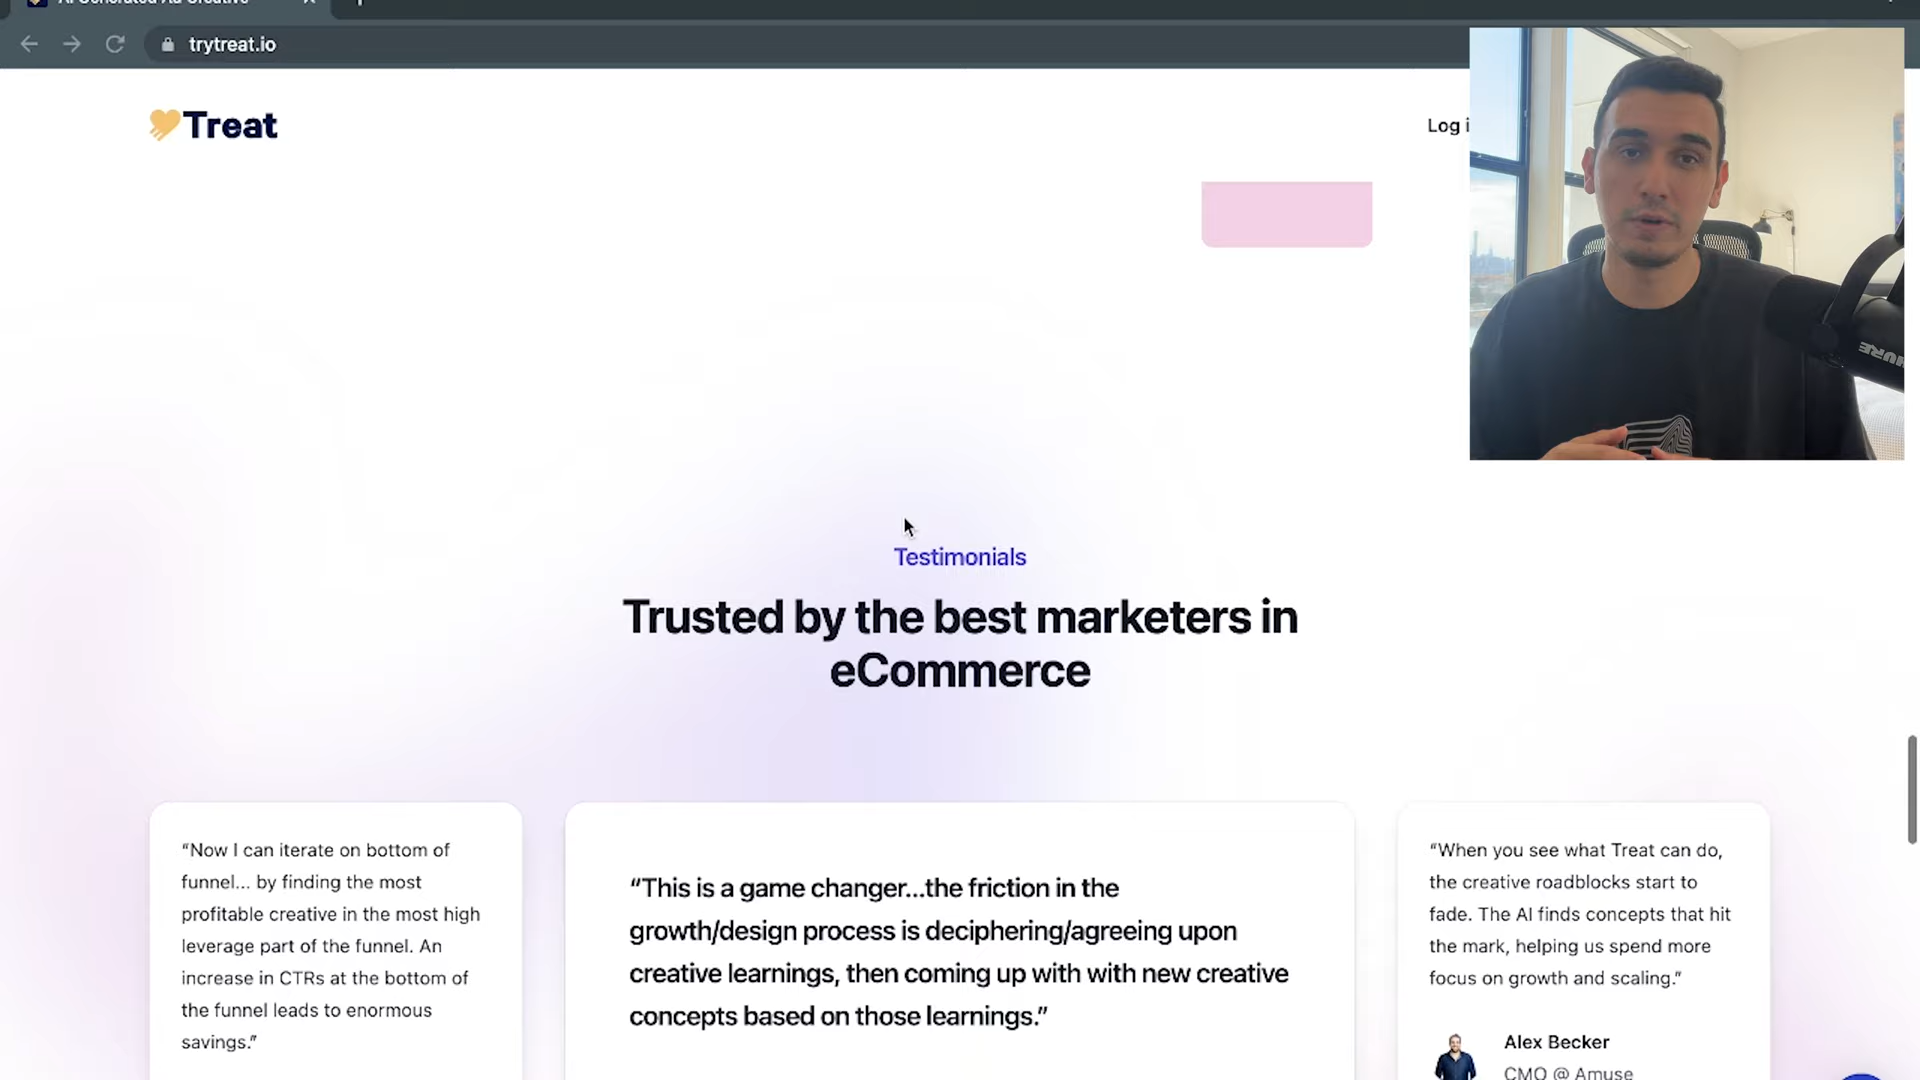 AI Generated Ad Creative
trytreat.io
Treat
Log i
SHURE
Testimonials
Trusted by the best marketers in
eCommerce
“Now I can iterate on bottom of
funnel... by finding the most
profitable creative in the most high
leverage part of the funnel. An
increase in CTRs at the bottom of
the funnel leads to enormous
savings.”
“This is a game changer...the friction in the
growth/design process is deciphering/agreeing upon
creative learnings, then coming up with with new creative
concepts based on those learnings.”
“When you see what Treat can do,
the creative roadblocks start to
fade. The AI finds concepts that hit
the mark, helping us spend more
focus on growth and scaling.”
Alex Becker
CMO @ Amuse